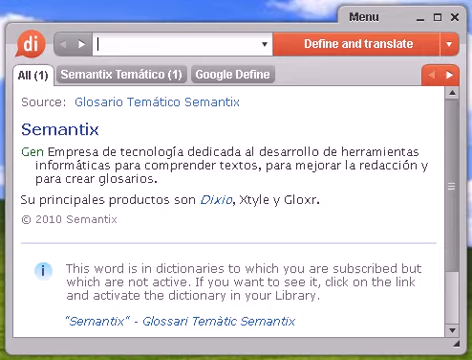 Menu
di
Define and translate
All (1)
Semantix Temático (1)
Google Define
Source: Glosario Temático Semantix
Semantix
Gen Empresa de tecnología dedicada al desarrollo de herramientas
informáticas para comprender textos, para mejorar la redacción y
para crear glosarios.
Su principales productos son Dixio, Xtyle y Gloxr.
© 2010 Semantix
i
This word is in dictionaries to which you are subscribed but
which are not active. If you want to see it, click on the link
and activate the dictionary in your Library.
"Semantix" - Glossari Temàtic Semantix